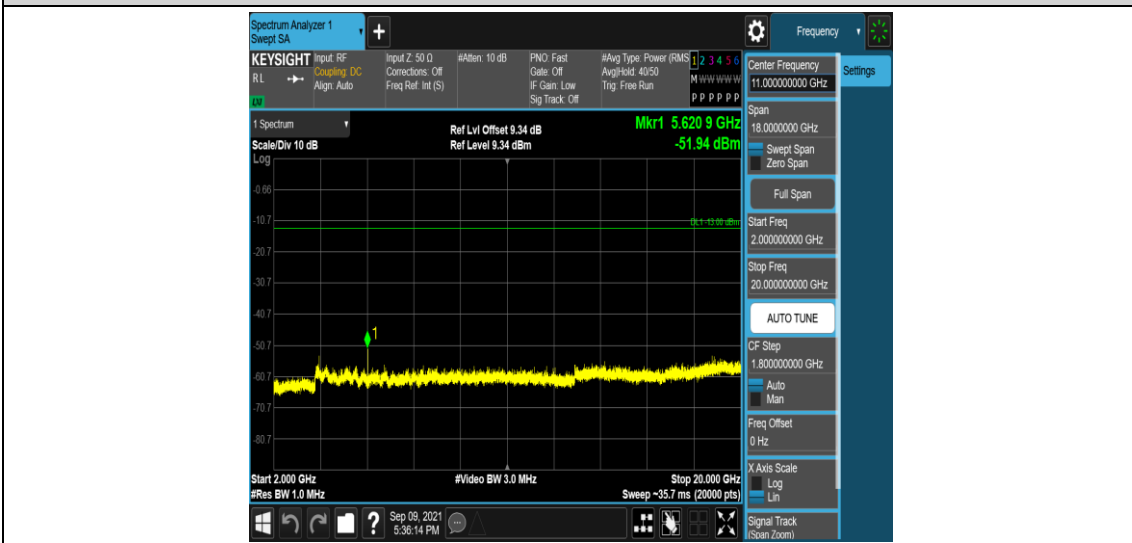 Spectrum Analyzer 1
Swept SA
+
Frequency
KEYSIGHT
RL
LXI
Input: RF
Coupling: DC
Align: Auto
Input Z: 50 Ω
Corrections: Off
Freq Ref: Int (S)
#Atten: 10 dB
PNO: Fast
Gate: Off
IF Gain: Low
Sig Track: Off
#Avg Type: Power (RMS
Avg|Hold: 40/50
Trig: Free Run
1 2 3 4 5 6
M W W W W W
P P P P P P
Center Frequency
11.000000000 GHz
Settings
1 Spectrum
Scale/Div 10 dB
Log
Ref Lvl Offset 9.34 dB
Ref Level 9.34 dBm
Mkr1 5.620 9 GHz
-51.94 dBm
-0.66
-10.7
-20.7
-30.7
-40.7
-50.7
-60.7
-70.7
-80.7
DL1 -13.00 dBm
1
Start 2.000 GHz
#Res BW 1.0 MHz
#Video BW 3.0 MHz
Stop 20.000 GHz
Sweep ~35.7 ms (20000 pts)
Span
18.0000000 GHz
Swept Span
Zero Span
Full Span
Start Freq
2.000000000 GHz
Stop Freq
20.000000000 GHz
AUTO TUNE
CF Step
1.800000000 GHz
Auto
Man
Freq Offset
0 Hz
X Axis Scale
Log
Lin
Signal Track
(Span Zoom)
?
Sep 09, 2021
5:36:14 PM